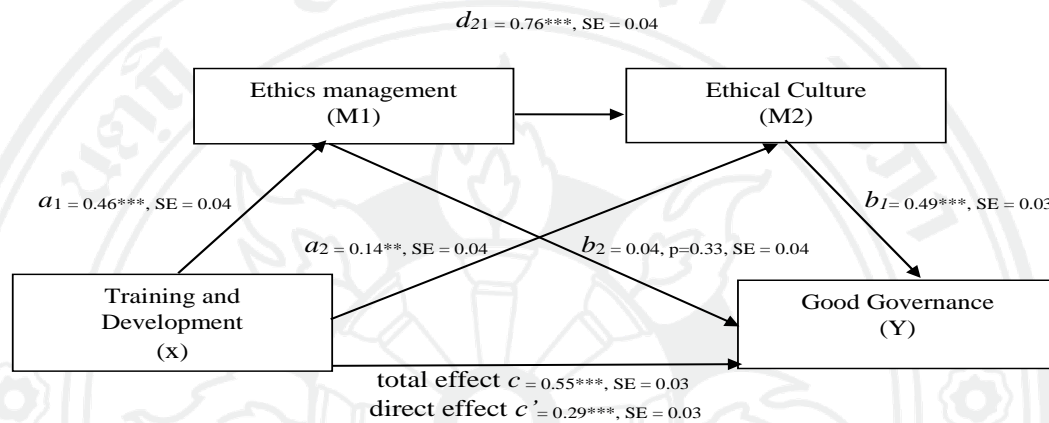 d21 = 0.76***, SE = 0.04
Ethics management
(M1)
Ethical Culture
(M2)
a1 = 0.46***, SE = 0.04
a2 = 0.14**, SE = 0.04
b2 = 0.04, p=0.33, SE = 0.04
b1= 0.49***, SE = 0.03
Training and
Development
(x)
Good Governance
(Y)
total effect c = 0.55***, SE = 0.03
direct effect c’= 0.29***, SE = 0.03